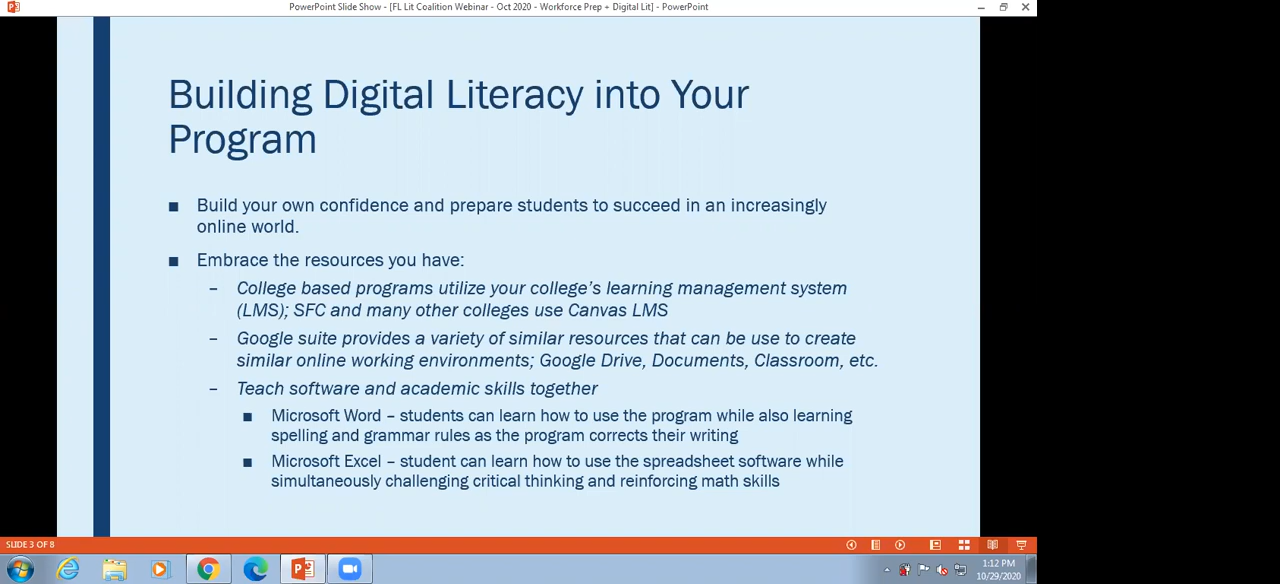 PowerPoint Slide Show - [FL Lit Coalition Webinar - Oct 2020 - Workforce Prep + Digital Lit] - PowerPoint
Building Digital Literacy into Your
Program
■ Build your own confidence and prepare students to succeed in an increasingly
online world.
■ Embrace the resources you have:
– College based programs utilize your college’s learning management system
(LMS); SFC and many other colleges use Canvas LMS
– Google suite provides a variety of similar resources that can be use to create
similar online working environments; Google Drive, Documents, Classroom, etc.
– Teach software and academic skills together
■ Microsoft Word – students can learn how to use the program while also learning
spelling and grammar rules as the program corrects their writing
■ Microsoft Excel – student can learn how to use the spreadsheet software while
simultaneously challenging critical thinking and reinforcing math skills
SLIDE 3 OF 8
1:12 PM
10/29/2020